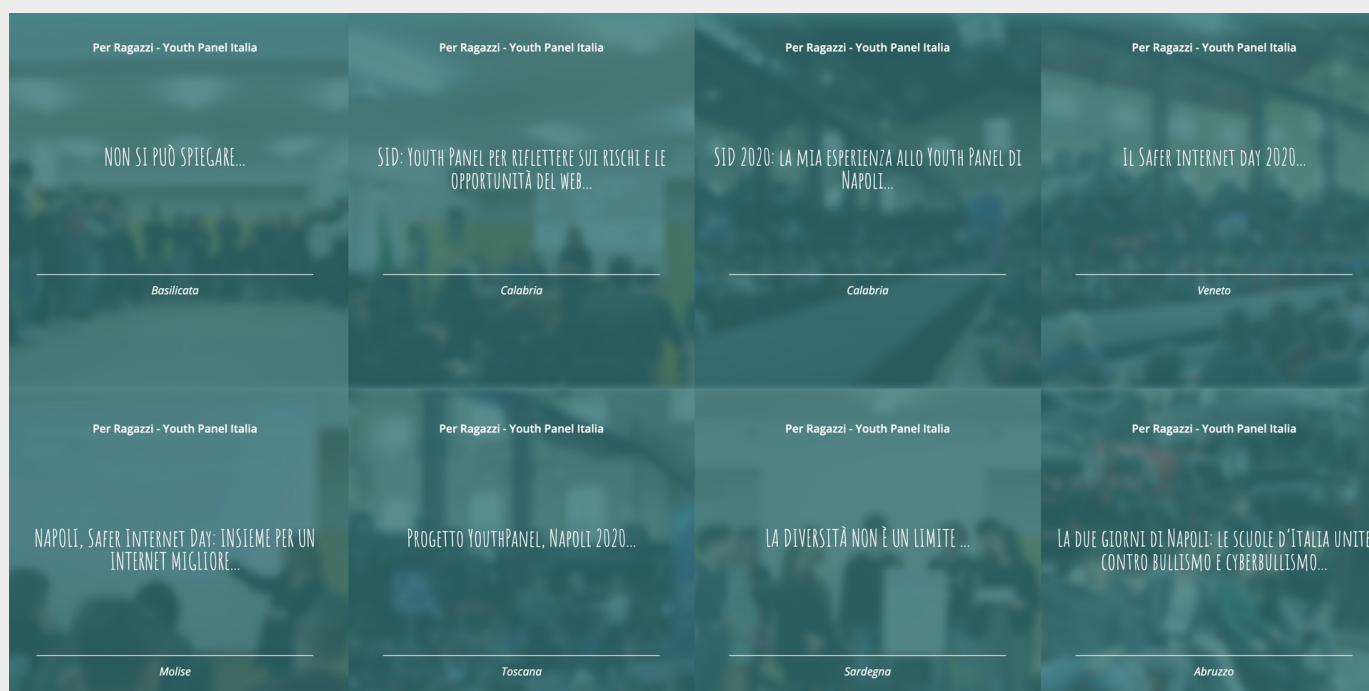 Per Ragazzi - Youth Panel Italia
NON SI PUÒ SPIEGARE...
Basilicata
Per Ragazzi - Youth Panel Italia
SID: Youth Panel per riflettere sui rischi e le
opportunità del web...
Calabria
Per Ragazzi - Youth Panel Italia
SID 2020: la mia esperienza allo Youth Panel di
Napoli...
Calabria
Per Ragazzi - Youth Panel Italia
Il Safer internet day 2020...
Veneto
Per Ragazzi - Youth Panel Italia
NAPOLI, Safer Internet Day: INSIEME PER UN
INTERNET MIGLIORE...
Molise
Per Ragazzi - Youth Panel Italia
Progetto YouthPanel, Napoli 2020...
Toscana
Per Ragazzi - Youth Panel Italia
LA DIVERSITÀ NON È UN LIMITE ...
Sardegna
Per Ragazzi - Youth Panel Italia
La due giorni di Napoli: le scuole d'Italia unite
contro bullismo e cyberbullismo...
Abruzzo